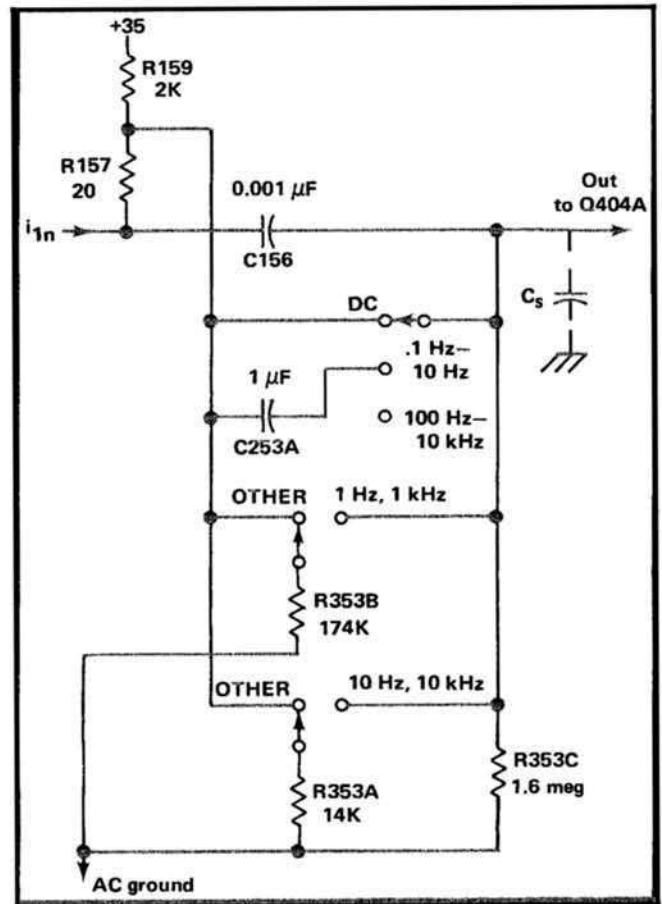 +35
R159
2K
R157
20
0.001 µF
Out
to Q404A
i1n
C156
DC
Cs
.1 Hz–
10 Hz
1 µF
100 Hz–
10 kHz
C253A
OTHER
1 Hz, 1 kHz
R353B
174K
OTHER
10 Hz, 10 kHz
R353C
1.6 meg
R353A
14K
AC ground